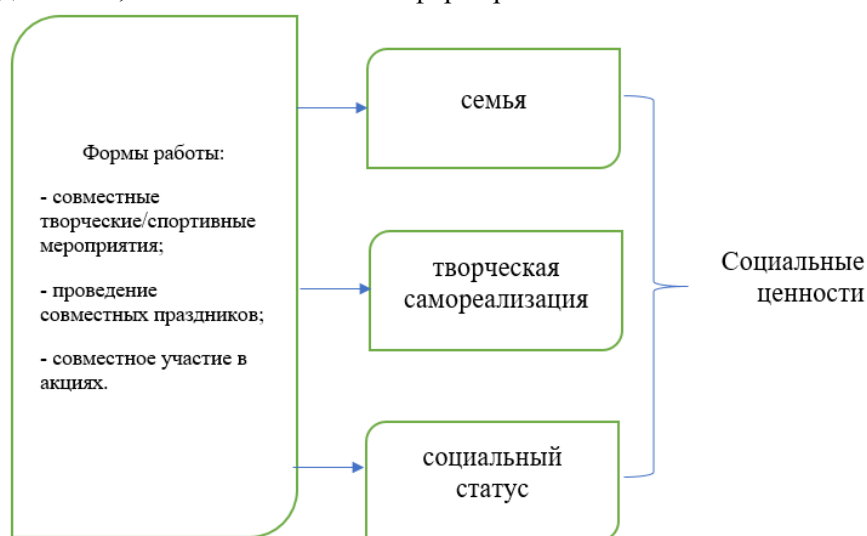 Формы работы:
- совместные
творческие/спортивные
мероприятия;
- проведение
совместных праздников;
- совместное участие в
акциях.
семья
творческая
самореализация
социальный
статус
Социальные
ценности